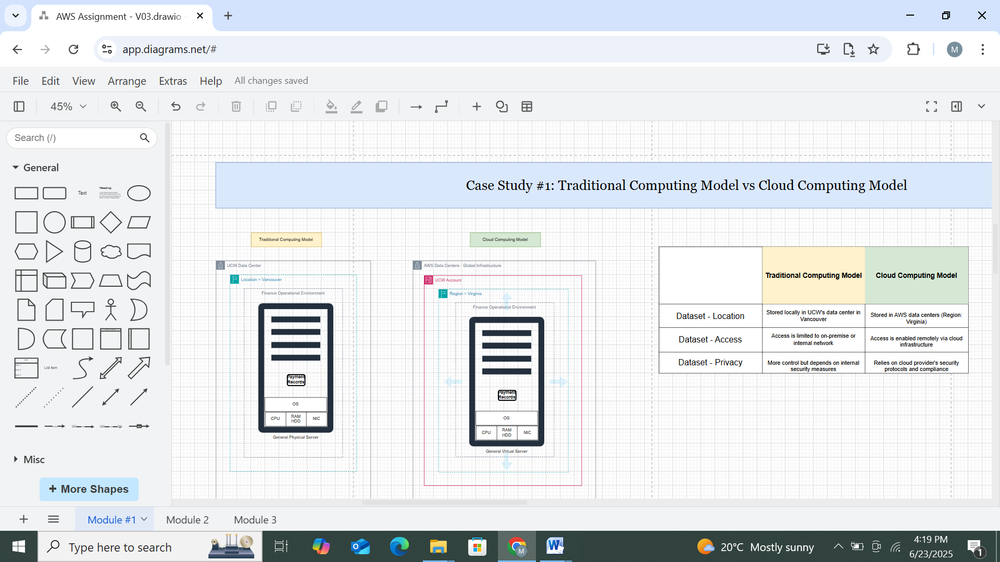 AWS Assignment - V03.drawio
app.diagrams.net/#
M
File Edit View Arrange Extras Help All changes saved
45%
Search (/)
General
Text
Heading
List Item
Misc
+ More Shapes
Case Study #1: Traditional Computing Model vs Cloud Computing Model
Traditional Computing Model
UCW Data Center
Location = Vancouver
Finance Operational Environment
Payment
Records
OS
CPU
RAM
HDD
NIC
General Physical Server
Cloud Computing Model
AWS Data Centers - Global Infrastructure
UCW Account
Region = Virginia
Finance Operational Environment
Payment
Records
OS
CPU
RAM
HDD
NIC
General Virtual Server
Traditional Computing Model
Cloud Computing Model
Dataset - Location
Stored locally in UCW's data center in
Vancouver
Stored in AWS data centers (Region:
Virginia)
Dataset - Access
Access is limited to on-premise or
internal network
Access is enabled remotely via cloud
infrastructure
Dataset - Privacy
More control but depends on internal
security measures
Relies on cloud provider's security
protocols and compliance
Module #1
Module 2
Module 3
Type here to search
M
20°C Mostly sunny
4:19 PM
6/23/2025
1